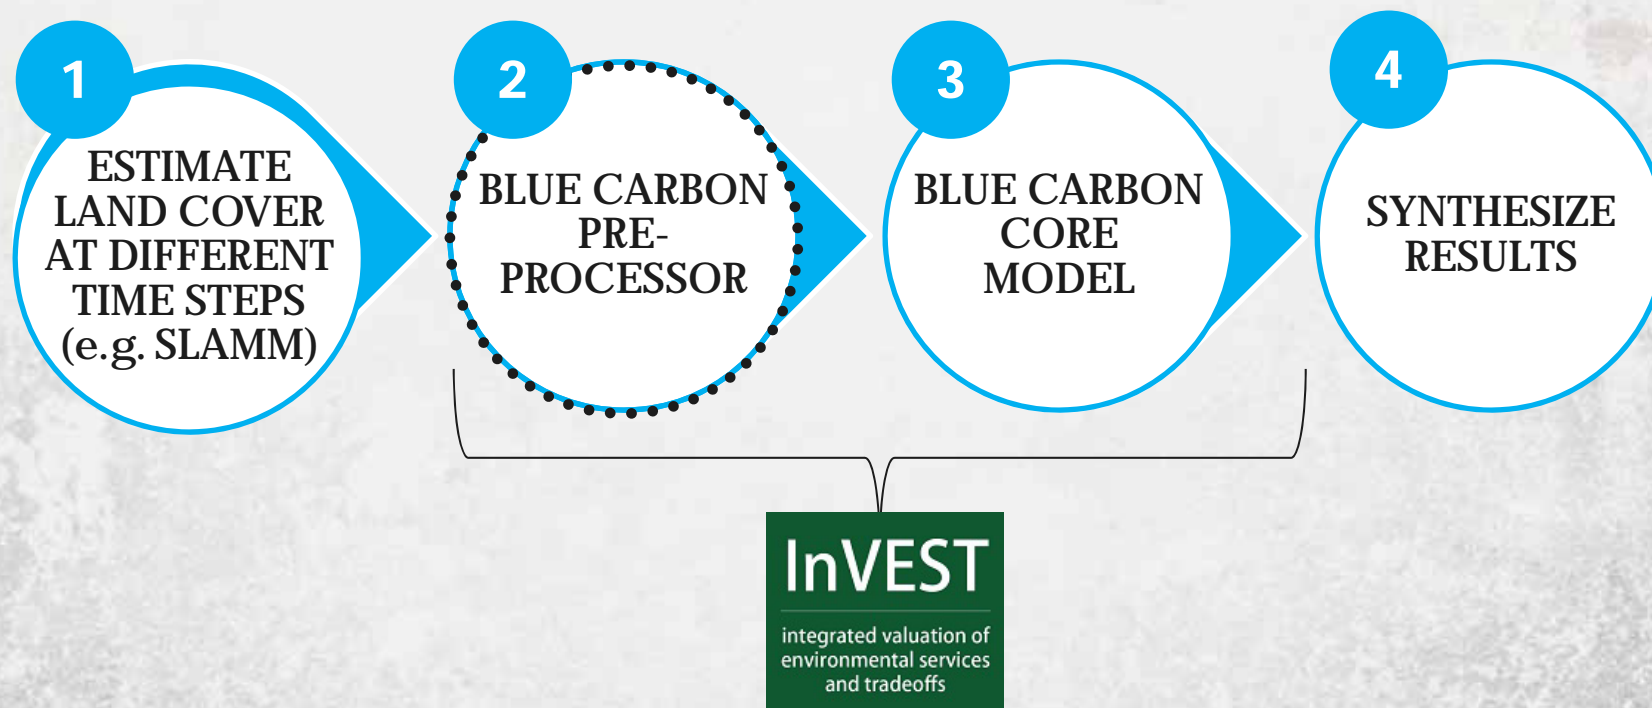 1
ESTIMATE
LAND COVER
AT DIFFERENT
TIME STEPS
(e.g. SLAMM)
2
BLUE CARBON
PRE-
PROCESSOR
3
BLUE CARBON
CORE
MODEL
4
SYNTHESIZE
RESULTS
InVEST
integrated valuation of
environmental services
and tradeoffs